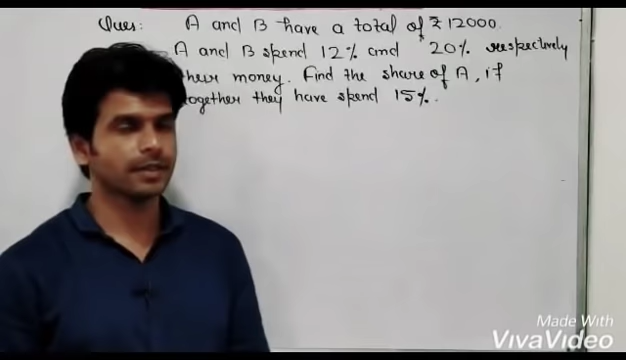 Ques: A and B have a total of ₹ 12000.
A and B spend 12% and 20% respectively
their money. Find the share of A, if
together they have spend 15%.
Made With
VivaVideo